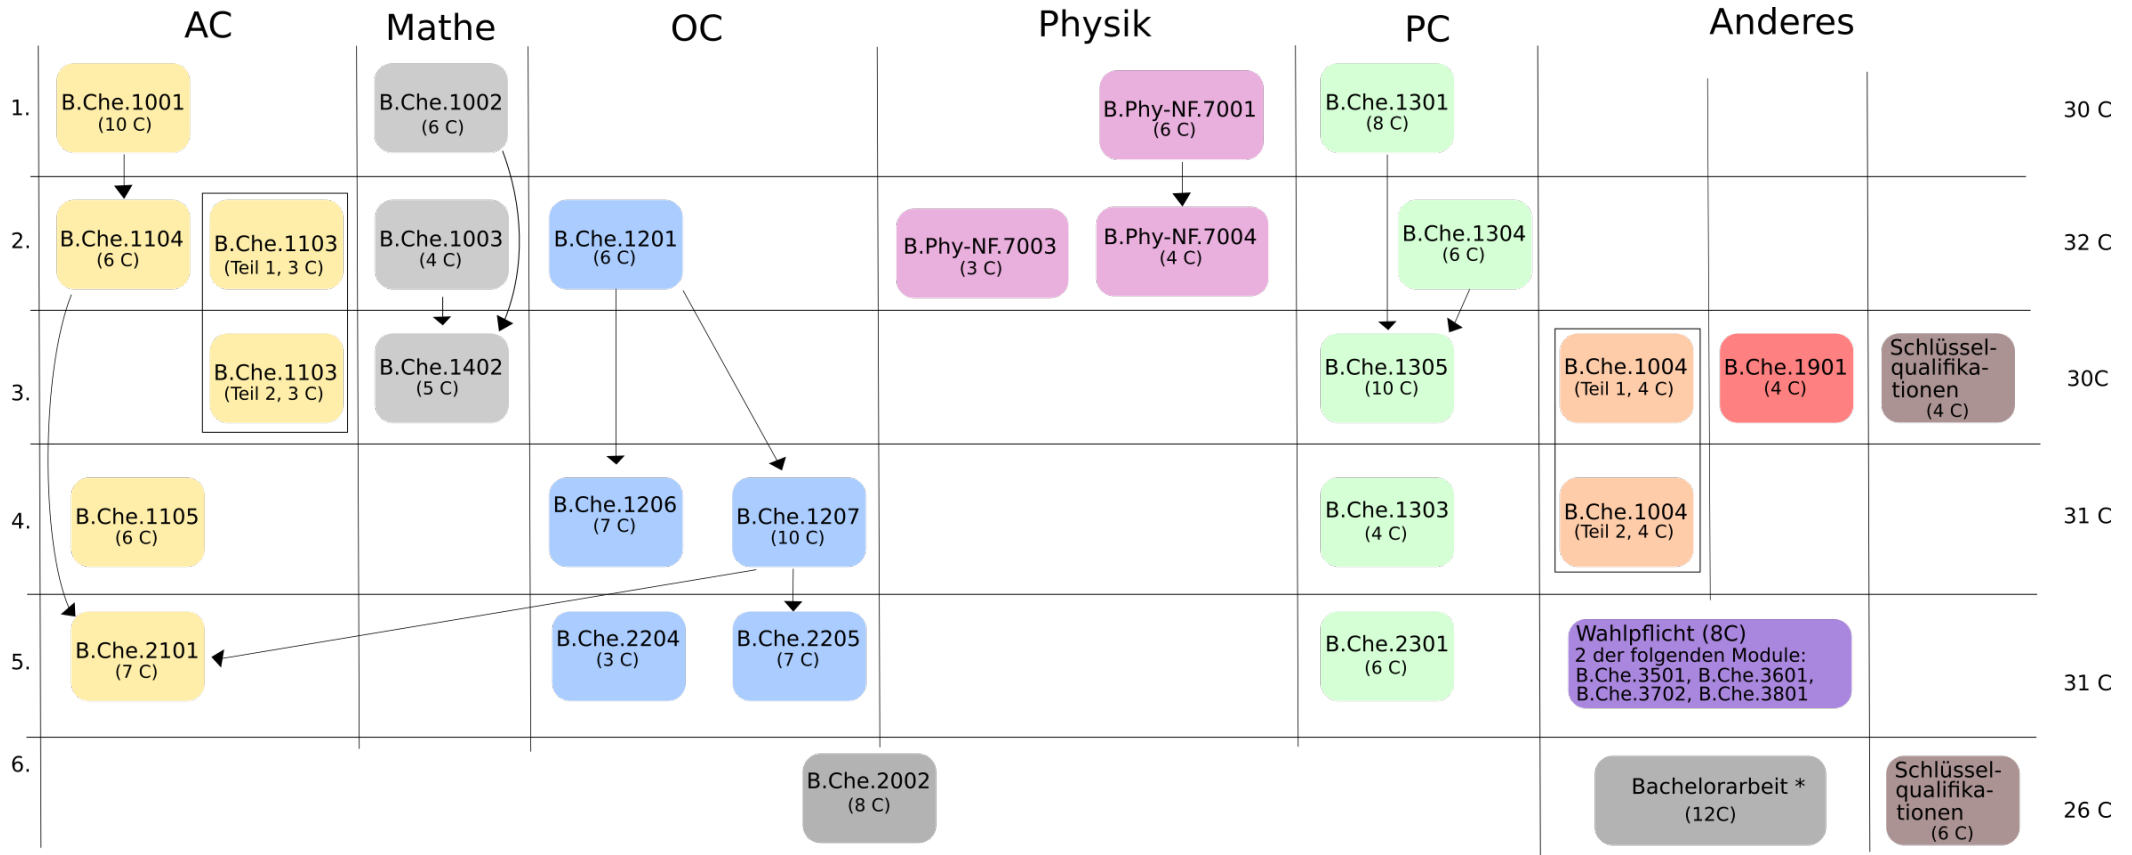 AC
Mathe
OC
Physik
PC
Anderes
1.
B.Che.1001
(10 C)
B.Che.1002
(6 C)
B.Phy-NF.7001
(6 C)
B.Che.1301
(8 C)
30 C
2.
B.Che.1104
(6 C)
B.Che.1103
(Teil 1, 3 C)
B.Che.1003
(4 C)
B.Che.1201
(6 C)
B.Phy-NF.7003
(3 C)
B.Phy-NF.7004
(4 C)
B.Che.1304
(6 C)
32 C
3.
B.Che.1103
(Teil 2, 3 C)
B.Che.1402
(5 C)
B.Che.1305
(10 C)
B.Che.1004
(Teil 1, 4 C)
B.Che.1901
(4 C)
Schlüssel-
qualifika-
tionen
(4 C)
30C
4.
B.Che.1105
(6 C)
B.Che.1206
(7 C)
B.Che.1207
(10 C)
B.Che.1303
(4 C)
B.Che.1004
(Teil 2, 4 C)
31 C
5.
B.Che.2101
(7 C)
B.Che.2204
(3 C)
B.Che.2205
(7 C)
B.Che.2301
(6 C)
Wahlpflicht (8C)
2 der folgenden Module:
B.Che.3501, B.Che.3601,
B.Che.3702, B.Che.3801
31 C
6.
B.Che.2002
(8 C)
Bachelorarbeit *
(12C)
Schlüssel-
qualifika-
tionen
(6 C)
26 C